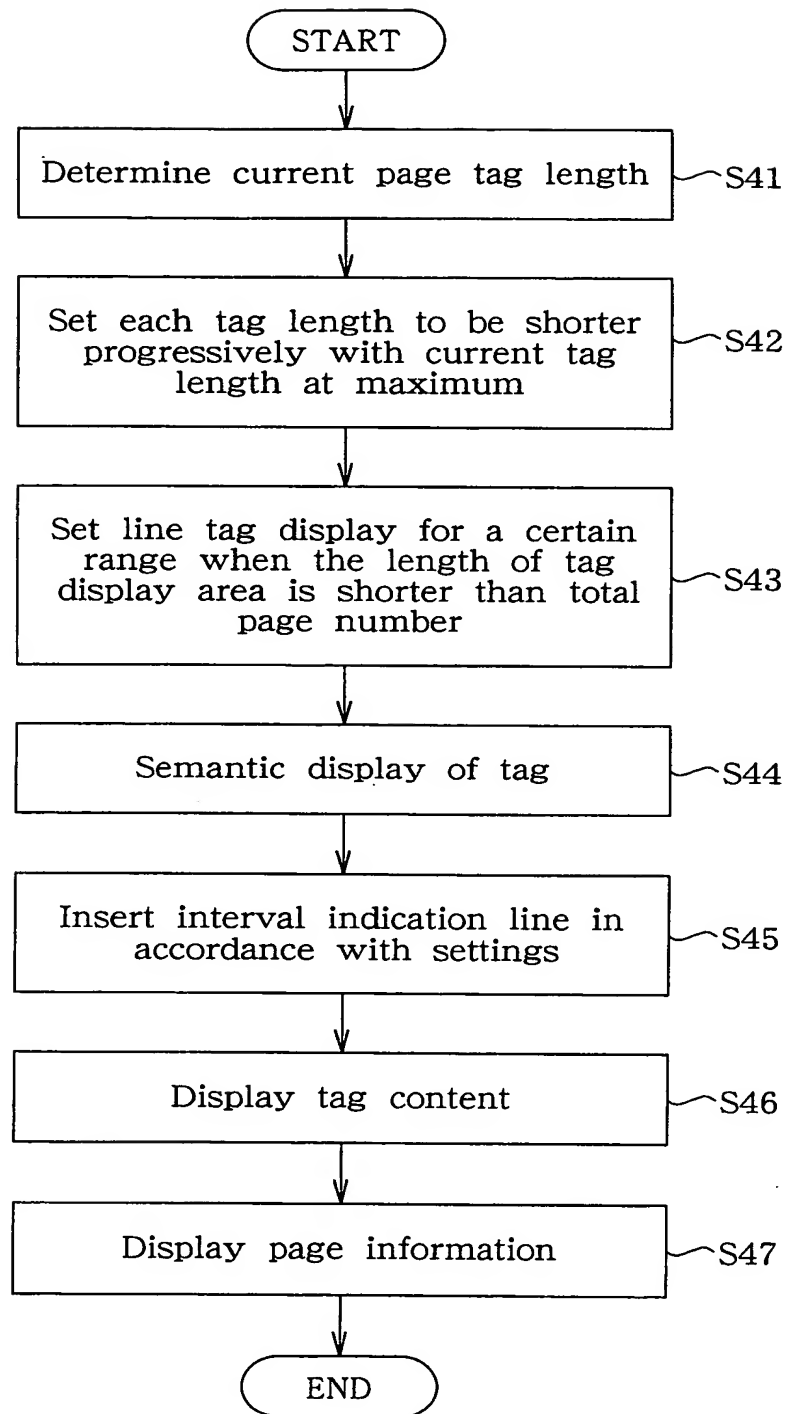 START
Determine current page tag length
S41
Set each tag length to be shorter
progressively with current tag
length at maximum
S42
Set line tag display for a certain
range when the length of tag
display area is shorter than total
page number
S43
Semantic display of tag
S44
Insert interval indication line in
accordance with settings
S45
Display tag content
S46
Display page information
S47
END